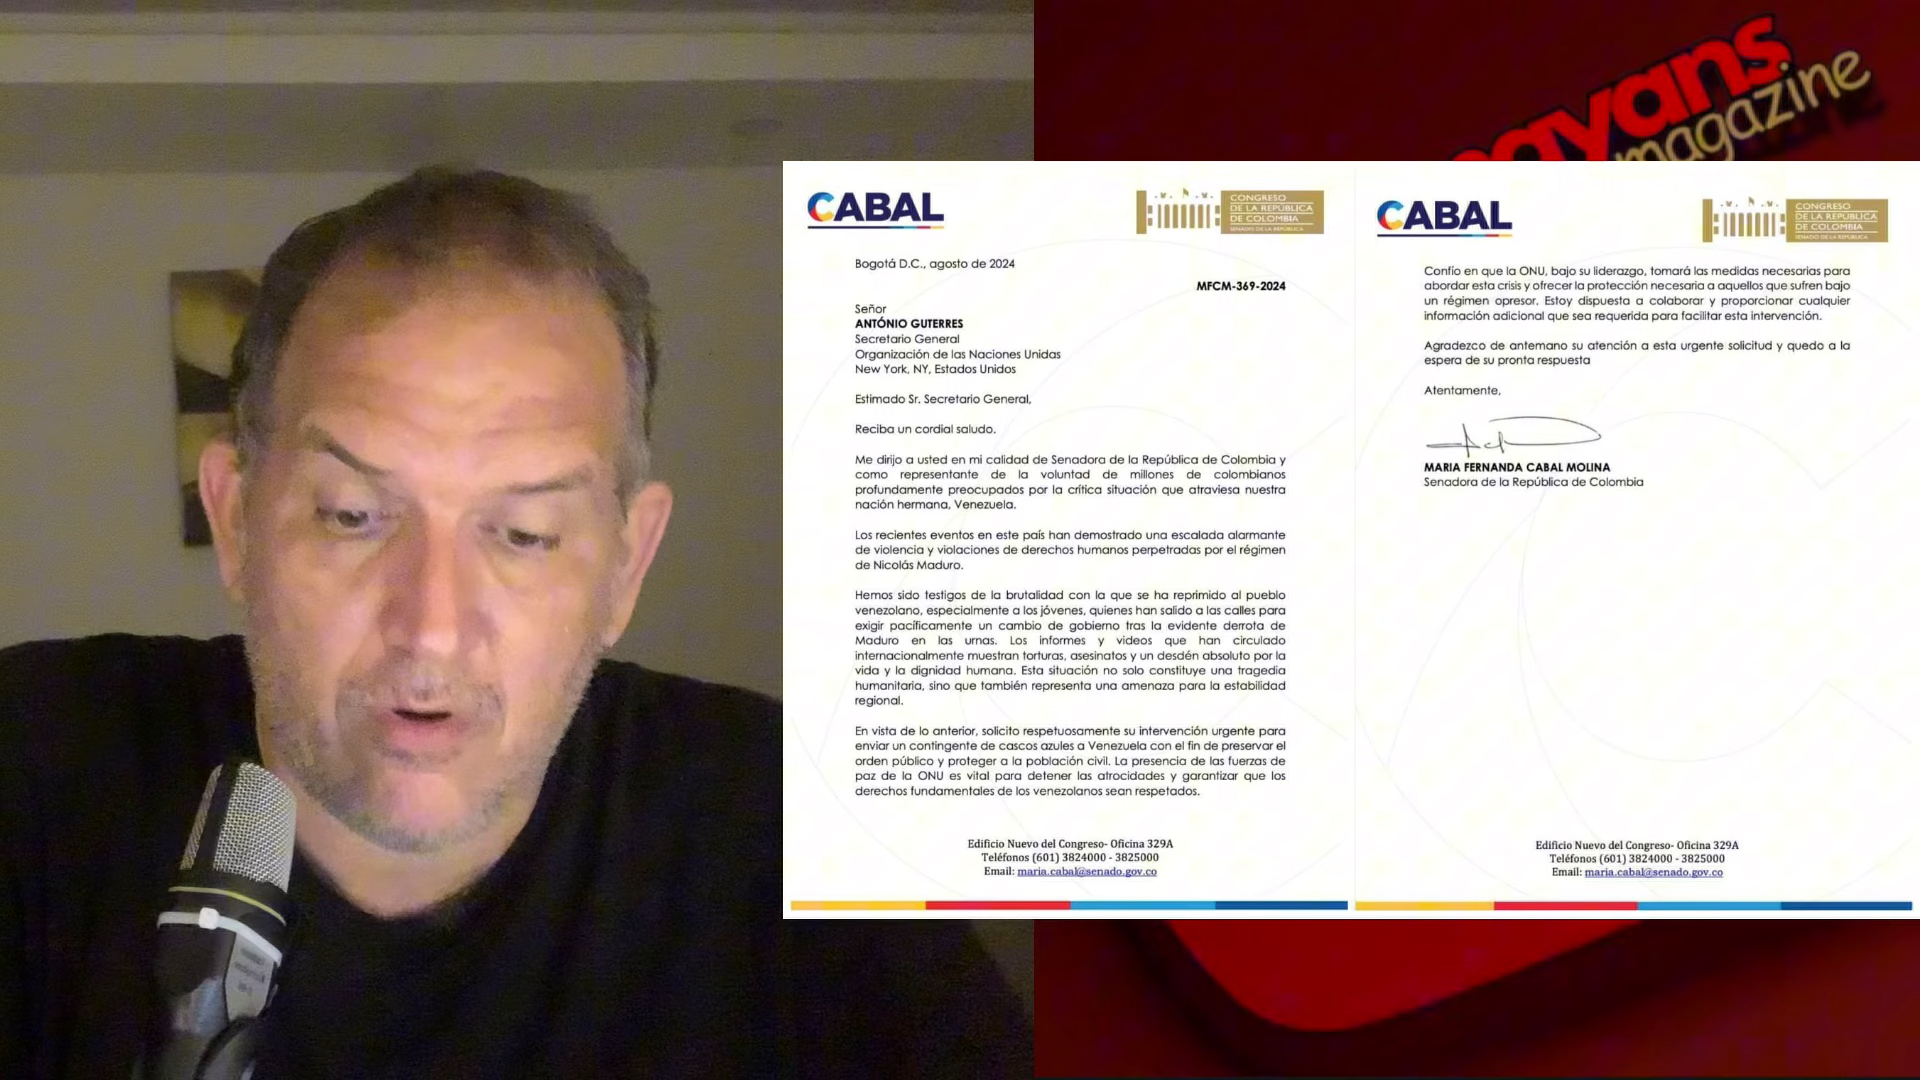 ayans
magazine
CABAL
CONGRESO
DE LA REPÚBLICA
DE COLOMBIA
SENADO DE LA REPÚBLICA
Bogotá D.C., agosto de 2024
MFCM-369-2024
Señor
ANTÓNIO GUTERRES
Secretario General
Organización de las Naciones Unidas
New York, NY, Estados Unidos
Estimado Sr. Secretario General,
Reciba un cordial saludo.
Me dirijo a usted en mi calidad de Senadora de la República de Colombia y
como representante de la voluntad de millones de colombianos
profundamente preocupados por la crítica situación que atraviesa nuestra
nación hermana, Venezuela.
Los recientes eventos en este país han demostrado una escalada alarmante
de violencia y violaciones de derechos humanos perpetradas por el régimen
de Nicolás Maduro.
Hemos sido testigos de la brutalidad con la que se ha reprimido al pueblo
venezolano, especialmente a los jóvenes, quienes han salido a las calles para
exigir pacíficamente un cambio de gobierno tras la evidente derrota de
Maduro en las urnas. Los informes y videos que han circulado
internacionalmente muestran torturas, asesinatos y un desdén absoluto por la
vida y la dignidad humana. Esta situación no solo constituye una tragedia
humanitaria, sino que también representa una amenaza para la estabilidad
regional.
En vista de lo anterior, solicito respetuosamente su intervención urgente para
enviar un contingente de cascos azules a Venezuela con el fin de preservar el
orden público y proteger a la población civil. La presencia de las fuerzas de
paz de la ONU es vital para detener las atrocidades y garantizar que los
derechos fundamentales de los venezolanos sean respetados.
Edificio Nuevo del Congreso- Oficina 329A
Teléfonos (601) 3824000 - 3825000
Email: maria.cabal@senado.gov.co
CABAL
CONGRESO
DE LA REPÚBLICA
DE COLOMBIA
SENADO DE LA REPÚBLICA
Confío en que la ONU, bajo su liderazgo, tomará las medidas necesarias para
abordar esta crisis y ofrecer la protección necesaria a aquellos que sufren bajo
un régimen opresor. Estoy dispuesta a colaborar y proporcionar cualquier
información adicional que sea requerida para facilitar esta intervención.
Agradezco de antemano su atención a esta urgente solicitud y quedo a la
espera de su pronta respuesta
Atentamente,
MARIA FERNANDA CABAL MOLINA
Senadora de la República de Colombia
Edificio Nuevo del Congreso- Oficina 329A
Teléfonos (601) 3824000 - 3825000
Email: maria.cabal@senado.gov.co